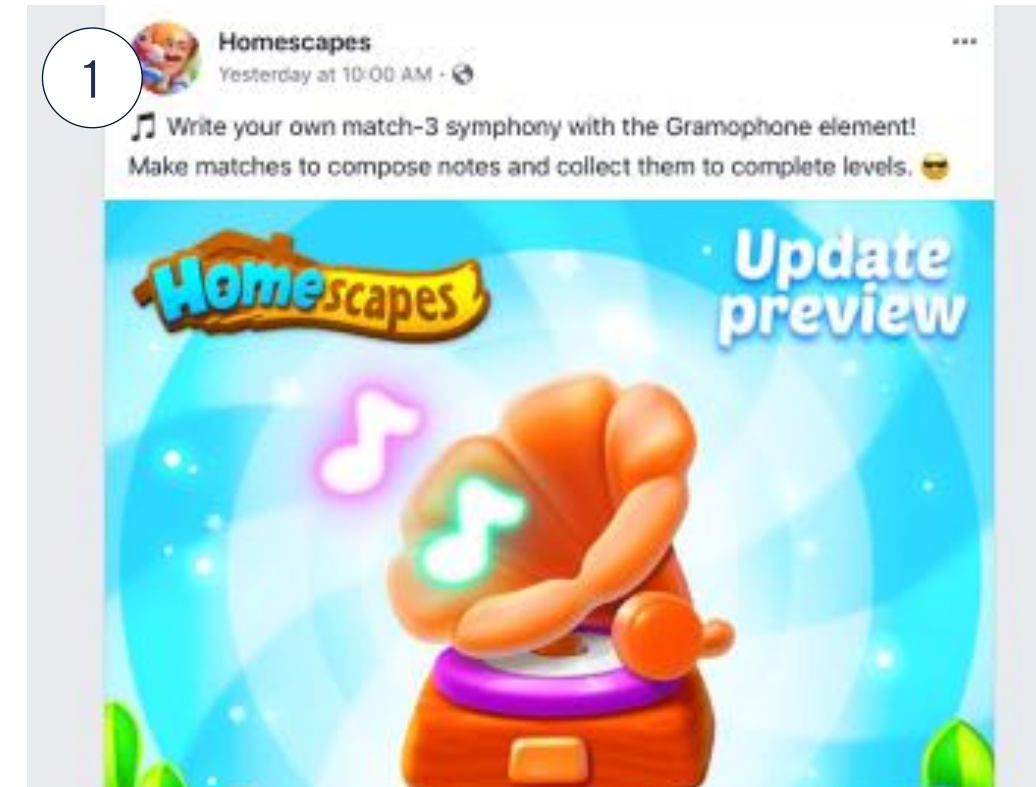 1
Homescapes
Yesterday at 10:00 AM ·
🎵 Write your own match-3 symphony with the Gramophone element!
Make matches to compose notes and collect them to complete levels. 😎
Homescapes
Update
preview